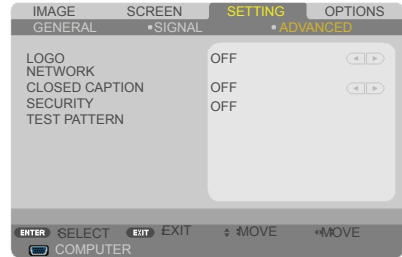 IMAGE SCREEN SETTING OPTIONS
GENERAL •SIGNAL •ADVANCED
LOGO OFF
NETWORK
CLOSED CAPTION OFF
SECURITY OFF
TEST PATTERN
ENTER SELECT EXIT EXIT MOVE MOVE
COMPUTER